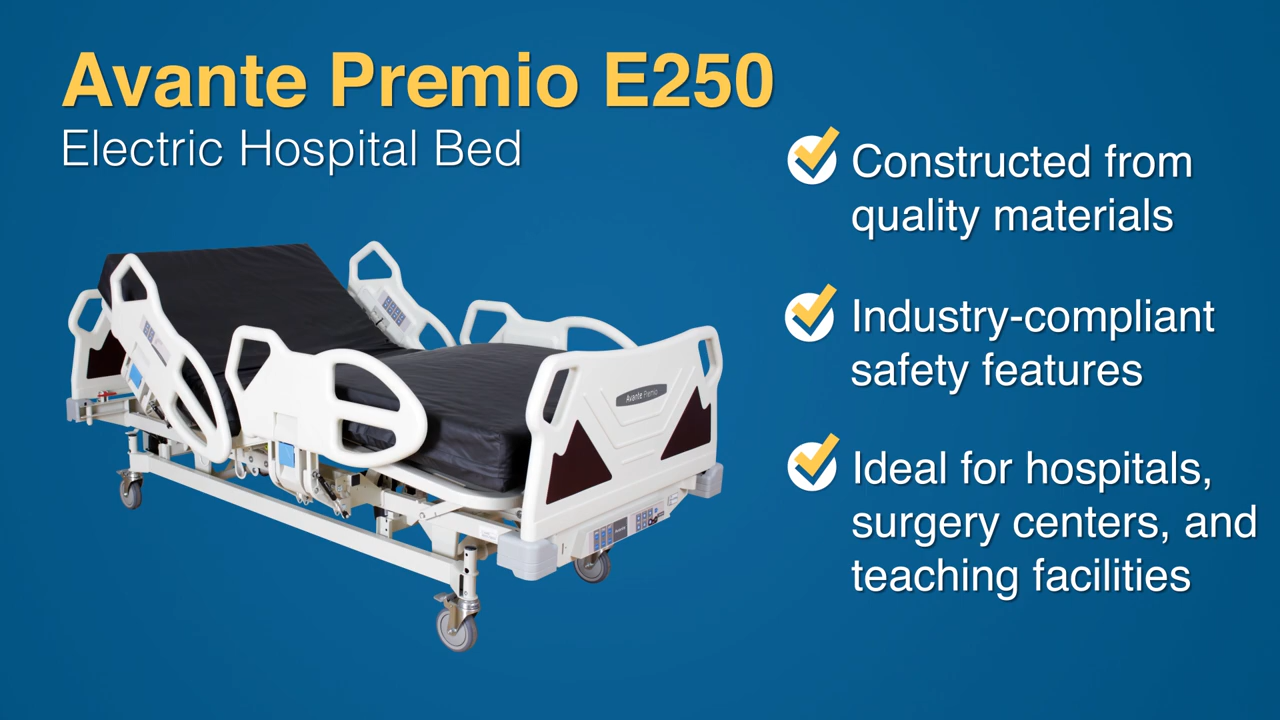 Avante Premio E250
Electric Hospital Bed
Constructed from
quality materials
Industry-compliant
safety features
Ideal for hospitals,
surgery centers, and
teaching facilities
Avante Premio